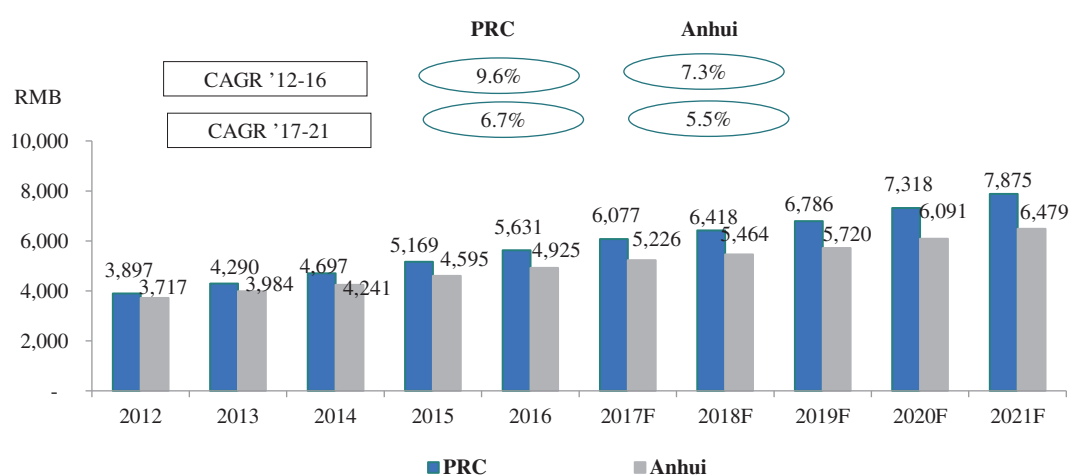 PRC Anhui
CAGR ’12-16 9.6% 7.3%
RMB
CAGR ’17-21 6.7% 5.5%
10,000
8,000
6,000
4,000
2,000
-
3,897 3,717 4,290 3,984 4,697 4,241 5,169 4,595 5,631 4,925 6,077 5,226 6,418 5,464 6,786 5,720 7,318 6,091 7,875 6,479
2012 2013 2014 2015 2016 2017F 2018F 2019F 2020F 2021F
PRC Anhui